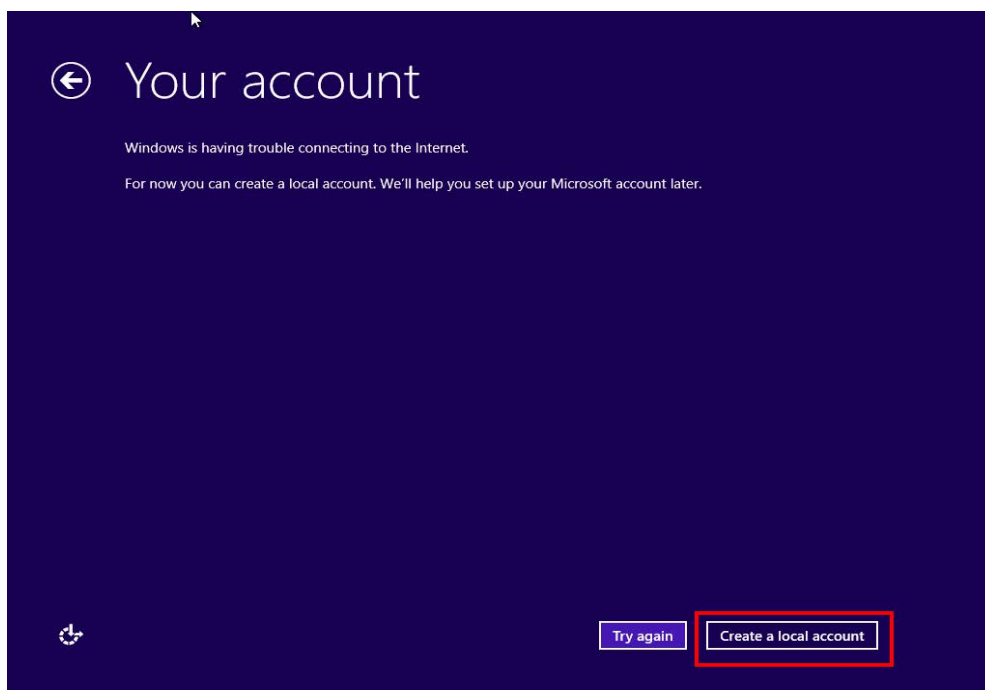 Your account
Windows is having trouble connecting to the Internet.
For now you can create a local account. We'll help you set up your Microsoft account later.
Try again
Create a local account